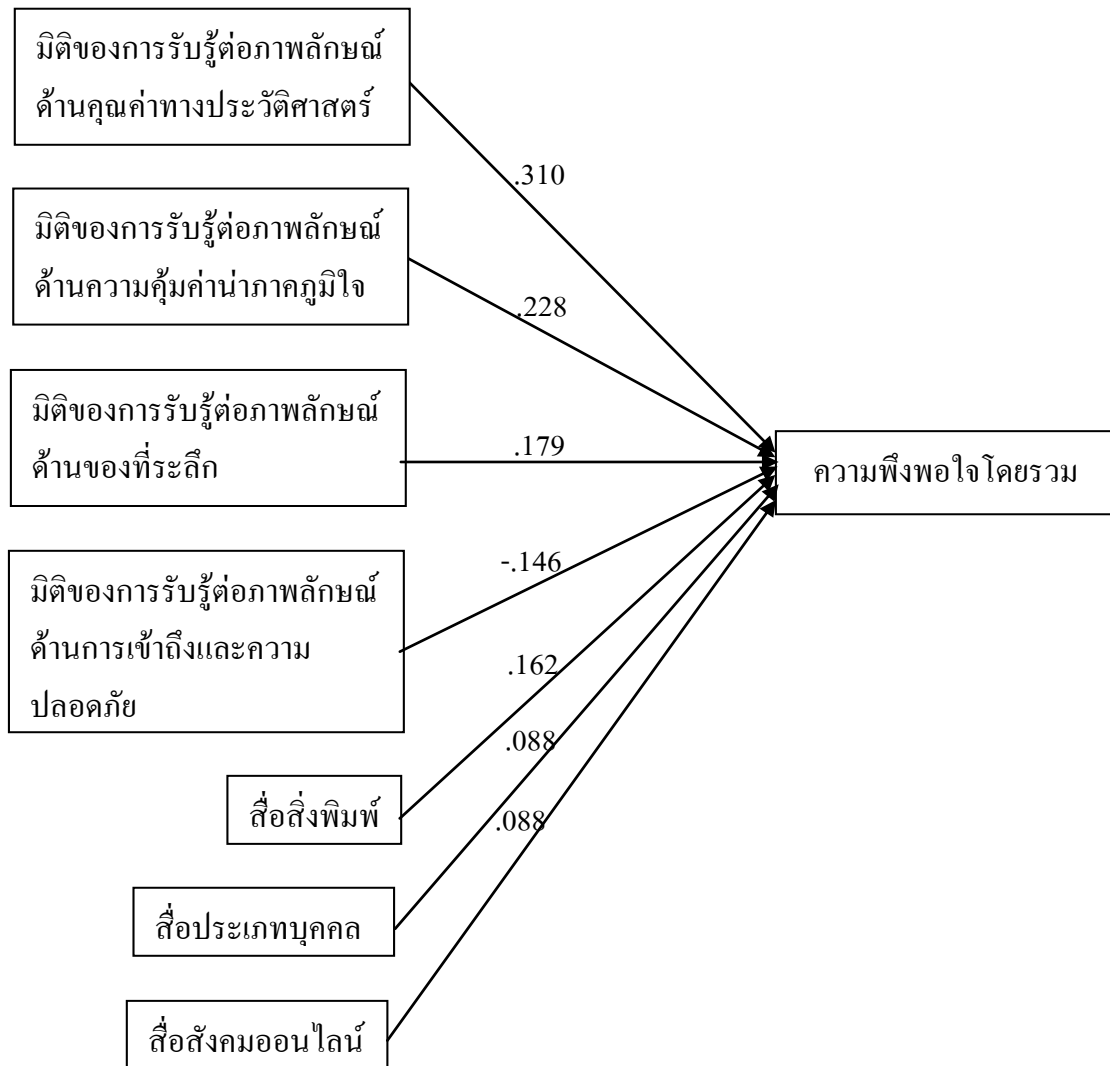 มิติของการรับรู้ต่อภาพลักษณ์
ด้านคุณค่าทางประวัติศาสตร์
.310
มิติของการรับรู้ต่อภาพลักษณ์
ด้านความคุ้มค่าน่าภาคภูมิใจ
.228
มิติของการรับรู้ต่อภาพลักษณ์
ด้านของที่ระลึก
.179
ความพึงพอใจโดยรวม
มิติของการรับรู้ต่อภาพลักษณ์
ด้านการเข้าถึงและความ
ปลอดภัย
-.146
.162
สื่อสิ่งพิมพ์
.088
สื่อประเภทบุคคล
.088
สื่อสังคมออนไลน์